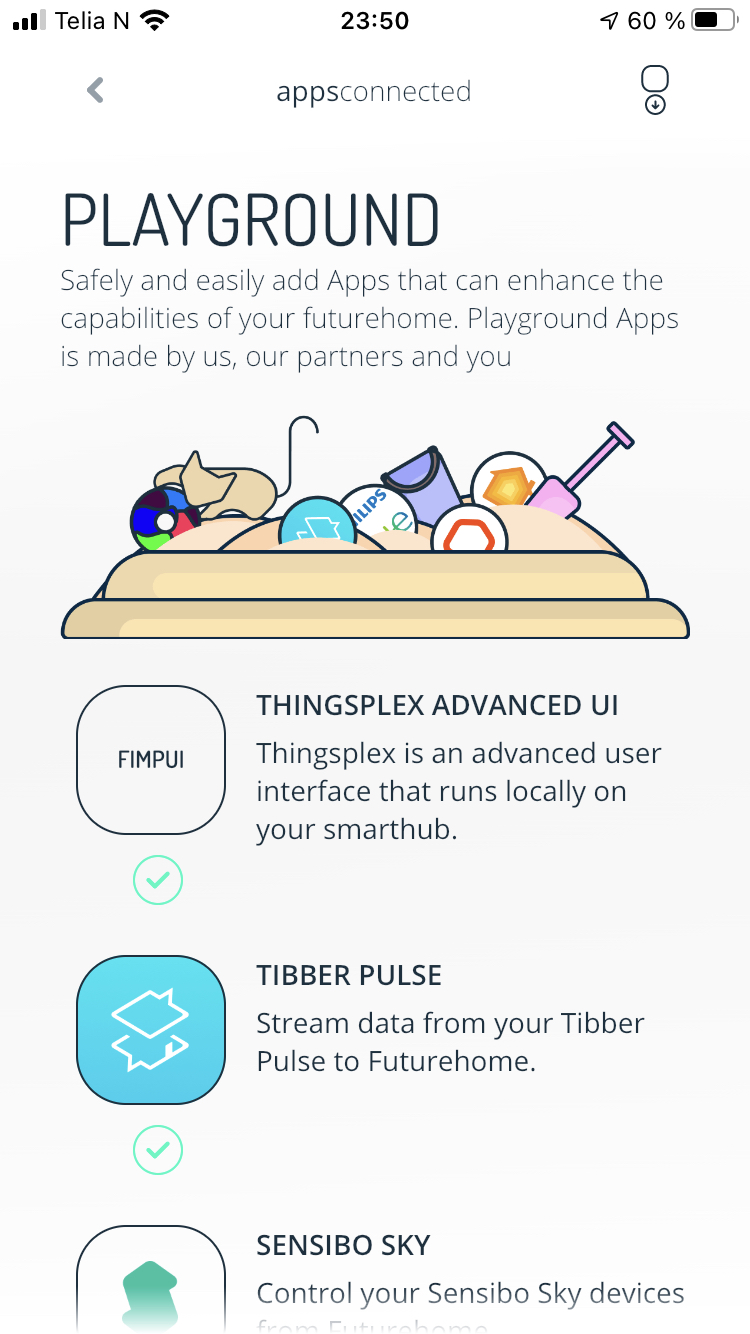 Telia N 23:50 60 %
appsconnected
PLAYGROUND
Safely and easily add Apps that can enhance the
capabilities of your futurehome. Playground Apps
is made by us, our partners and you
THINGSPLEX ADVANCED UI
FIMPUI
Thingsplex is an advanced user
interface that runs locally on
your smarthub.
TIBBER PULSE
Stream data from your Tibber
Pulse to Futurehome.
SENSIBO SKY
Control your Sensibo Sky devices
from Futurehome